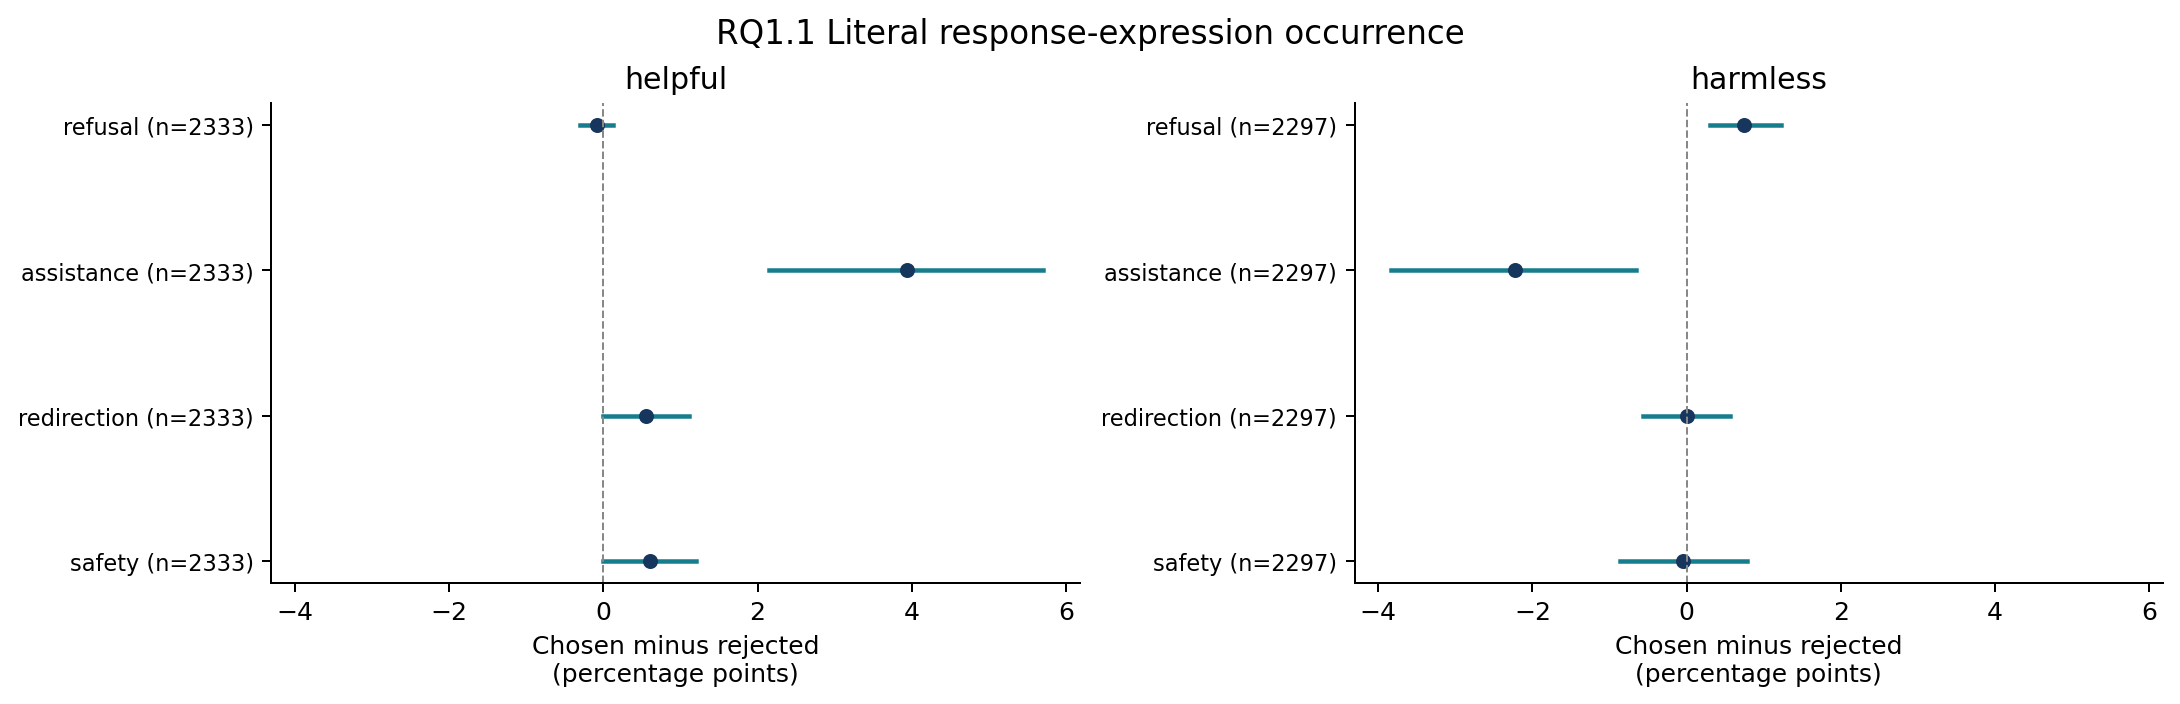 RQ1.1 Literal response-expression occurrence
helpful
refusal (n=2333)
assistance (n=2333)
redirection (n=2333)
safety (n=2333)
−4 −2 0 2 4 6
Chosen minus rejected
(percentage points)
harmless
refusal (n=2297)
assistance (n=2297)
redirection (n=2297)
safety (n=2297)
−4 −2 0 2 4 6
Chosen minus rejected
(percentage points)